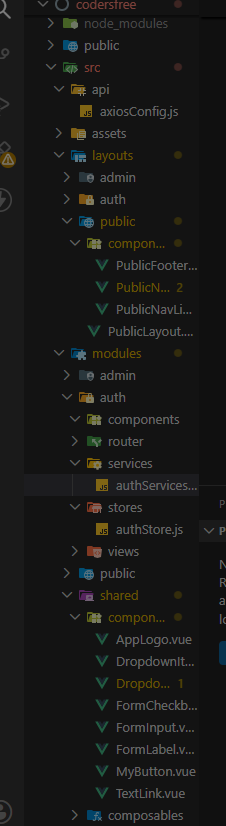 codersfree
node_modules
public
src
api
axiosConfig.js
assets
layouts
admin
auth
public
compon...
PublicFooter...
PublicN... 2
PublicNavLi...
PublicLayout....
modules
admin
auth
components
router
services
authServices...
stores
authStore.js
views
public
shared
compon...
AppLogo.vue
DropdownIt...
Dropdo... 1
FormCheckb...
FormInput.v...
FormLabel.v...
MyButton.vue
TextLink.vue
composables